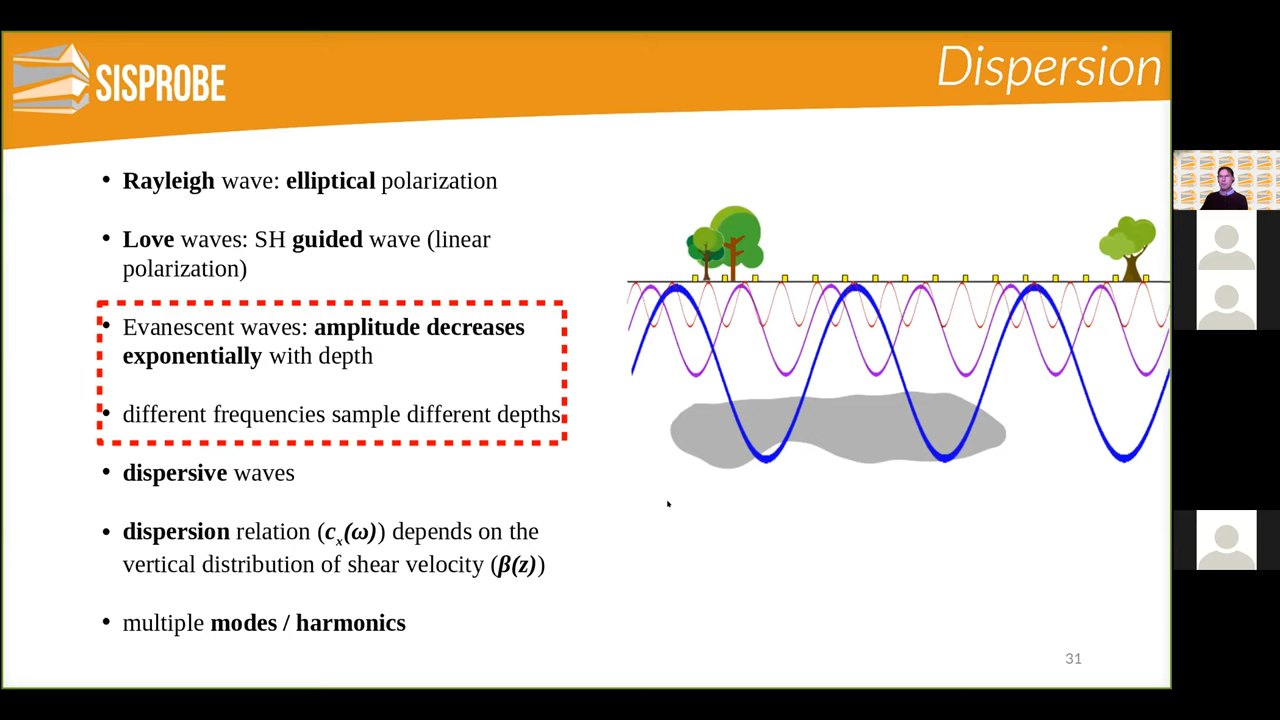 SISPROBE
Dispersion
• Rayleigh wave: elliptical polarization
• Love waves: SH guided wave (linear
polarization)
• Evanescent waves: amplitude decreases
exponentially with depth
• different frequencies sample different depths
• dispersive waves
• dispersion relation (cx(ω)) depends on the
vertical distribution of shear velocity (β(z))
• multiple modes / harmonics
31